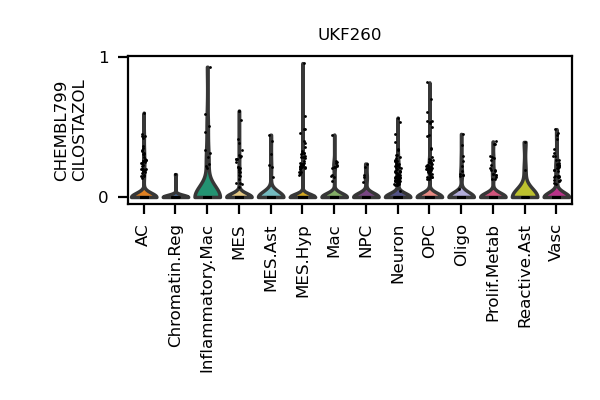 UKF260
CHEMBL799
CILOSTAZOL
1
0
AC
Chromatin.Reg
Inflammatory.Mac
MES
MES.Ast
MES.Hyp
Mac
NPC
Neuron
OPC
Oligo
Prolif.Metab
Reactive.Ast
Vasc